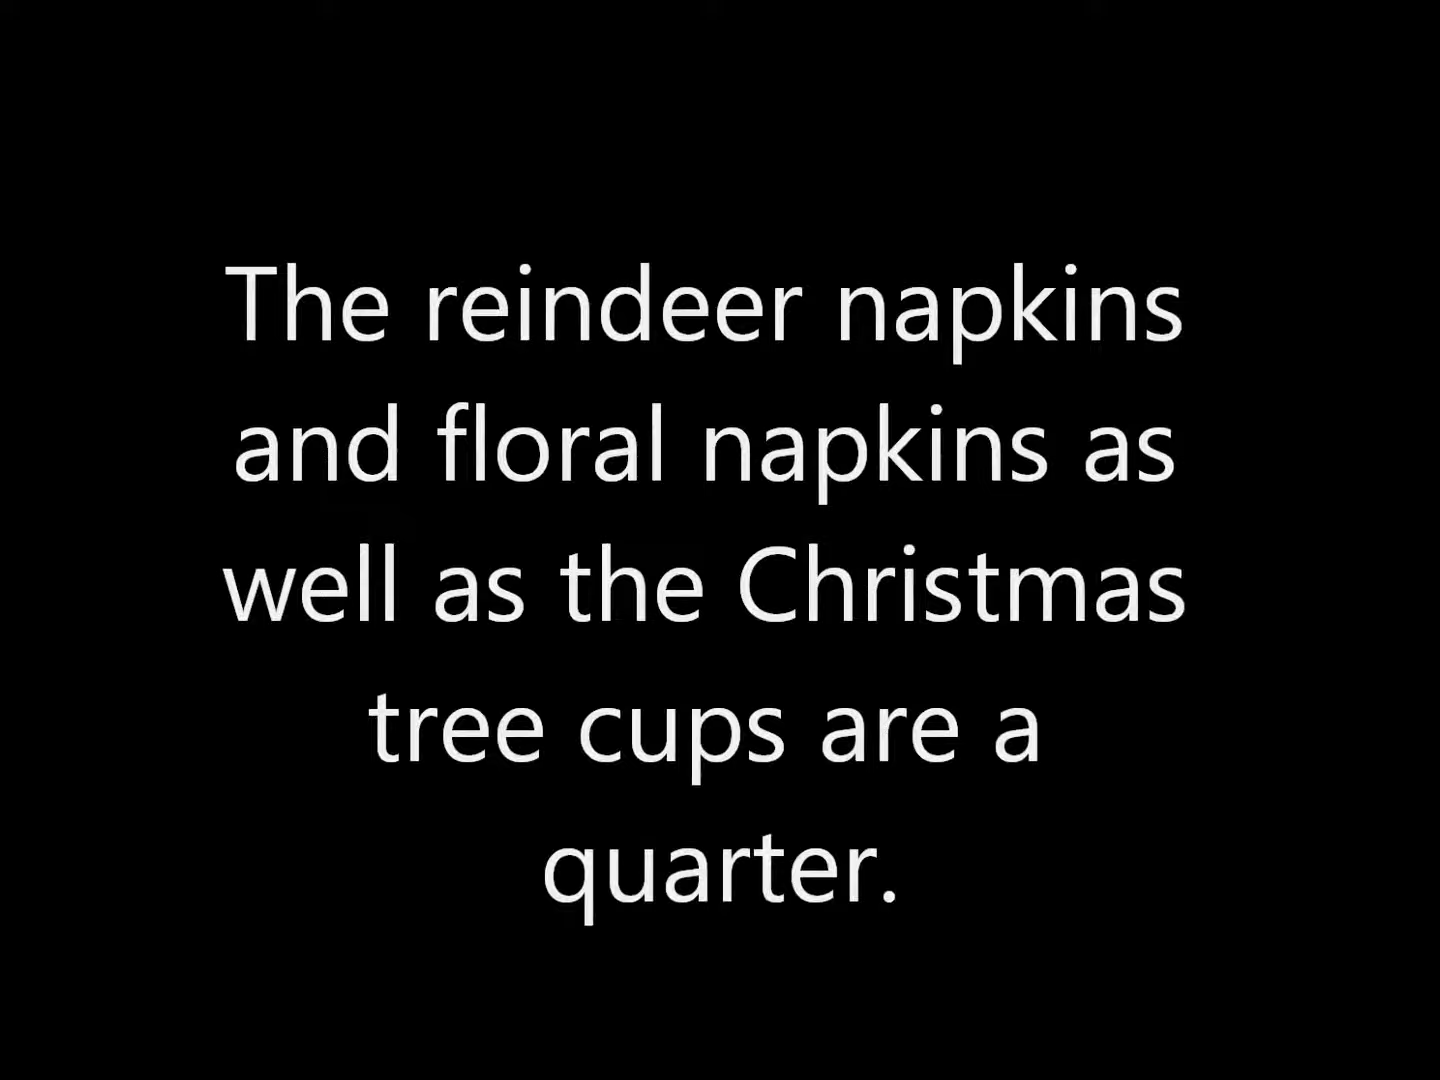 The reindeer napkins
and floral napkins as
well as the Christmas
tree cups are a
quarter.